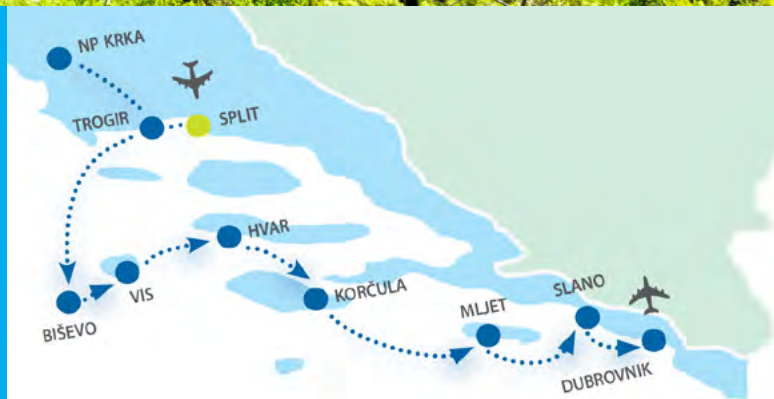 NP KRKA
TROGIR
SPLIT
HVAR
VIS
BIŠEVO
KORČULA
MLJET
SLANO
DUBROVNIK